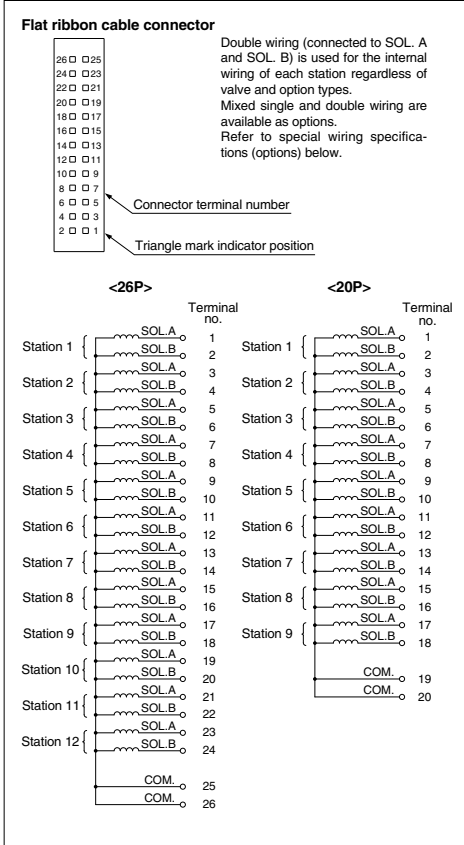 Flat ribbon cable connector
Double wiring (connected to SOL. A
and SOL. B) is used for the internal
wiring of each station regardless of
valve and option types.
Mixed single and double wiring are
available as options.
Refer to special wiring specifica-
tions (options) below.
26 25
24 23
22 21
20 19
18 17
16 15
14 13
12 11
10 9
8 7
6 5
4 3
2 1
Connector terminal number
Triangle mark indicator position
<26P>
Terminal
no.
Station 1
SOL.A 1
SOL.B 2
Station 2
SOL.A 3
SOL.B 4
Station 3
SOL.A 5
SOL.B 6
Station 4
SOL.A 7
SOL.B 8
Station 5
SOL.A 9
SOL.B 10
Station 6
SOL.A 11
SOL.B 12
Station 7
SOL.A 13
SOL.B 14
Station 8
SOL.A 15
SOL.B 16
Station 9
SOL.A 17
SOL.B 18
Station 10
SOL.A 19
SOL.B 20
Station 11
SOL.A 21
SOL.B 22
Station 12
SOL.A 23
SOL.B 24
COM. 25
COM. 26
<20P>
Terminal
no.
Station 1
SOL.A 1
SOL.B 2
Station 2
SOL.A 3
SOL.B 4
Station 3
SOL.A 5
SOL.B 6
Station 4
SOL.A 7
SOL.B 8
Station 5
SOL.A 9
SOL.B 10
Station 6
SOL.A 11
SOL.B 12
Station 7
SOL.A 13
SOL.B 14
Station 8
SOL.A 15
SOL.B 16
Station 9
SOL.A 17
SOL.B 18
COM. 19
COM. 20